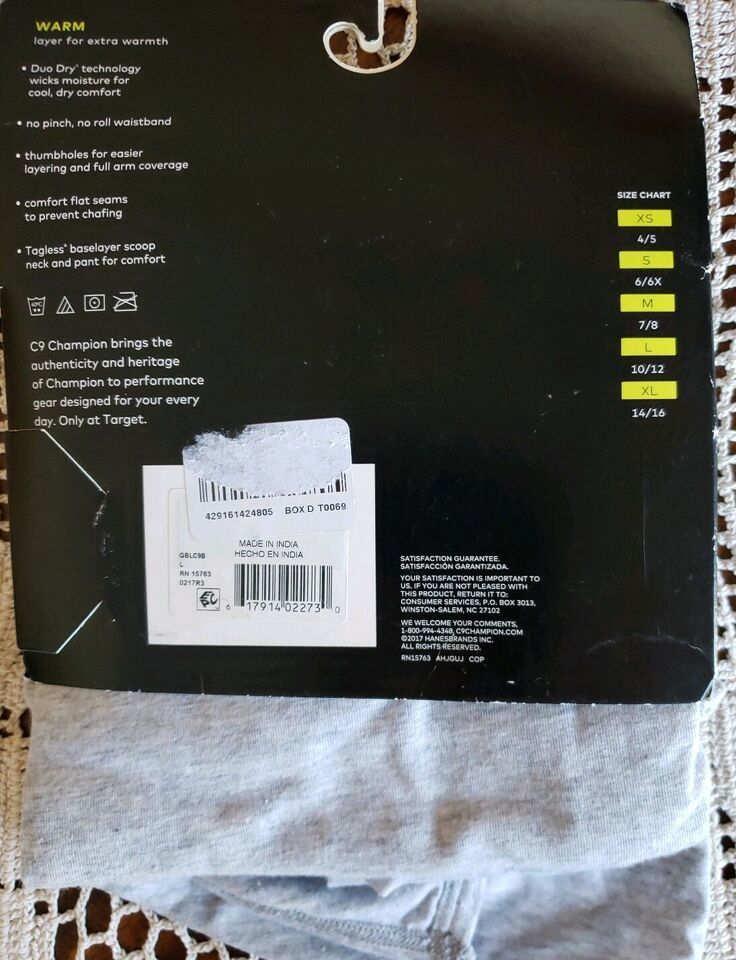 WARM
layer for extra warmth
• Duo Dry® technology
wicks moisture for
cool, dry comfort
• no pinch, no roll waistband
• thumbholes for easier
layering and full arm coverage
• comfort flat seams
to prevent chafing
• Tagless® baselayer scoop
neck and pant for comfort
40°C
C9 Champion brings the
authenticity and heritage
of Champion to performance
gear designed for your every
day. Only at Target.
SIZE CHART
XS
4/5
S
6/6X
M
7/8
L
10/12
XL
14/16
429161424805 BOX D T0069
MADE IN INDIA
HECHO EN INDIA
GBLC9B
L
RN 15763
0217R3
6 17914 02273 0
SATISFACTION GUARANTEE.
SATISFACCIÓN GARANTIZADA.
YOUR SATISFACTION IS IMPORTANT TO
US. IF YOU ARE NOT PLEASED WITH
THIS PRODUCT, RETURN IT TO:
CONSUMER SERVICES, P.O. BOX 3013,
WINSTON-SALEM, NC 27102
WE WELCOME YOUR COMMENTS,
1-800-994-4348, C9CHAMPION.COM
©2017 HANESBRANDS INC.
ALL RIGHTS RESERVED.
RN15763 AHJGUJ COP